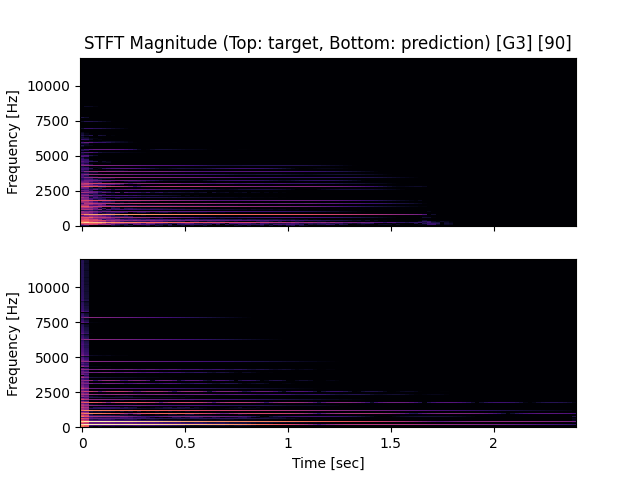 STFT Magnitude (Top: target, Bottom: prediction) [G3] [90]
Frequency [Hz]
10000
7500
5000
2500
0
Frequency [Hz]
10000
7500
5000
2500
0
0 0.5 1 1.5 2
Time [sec]